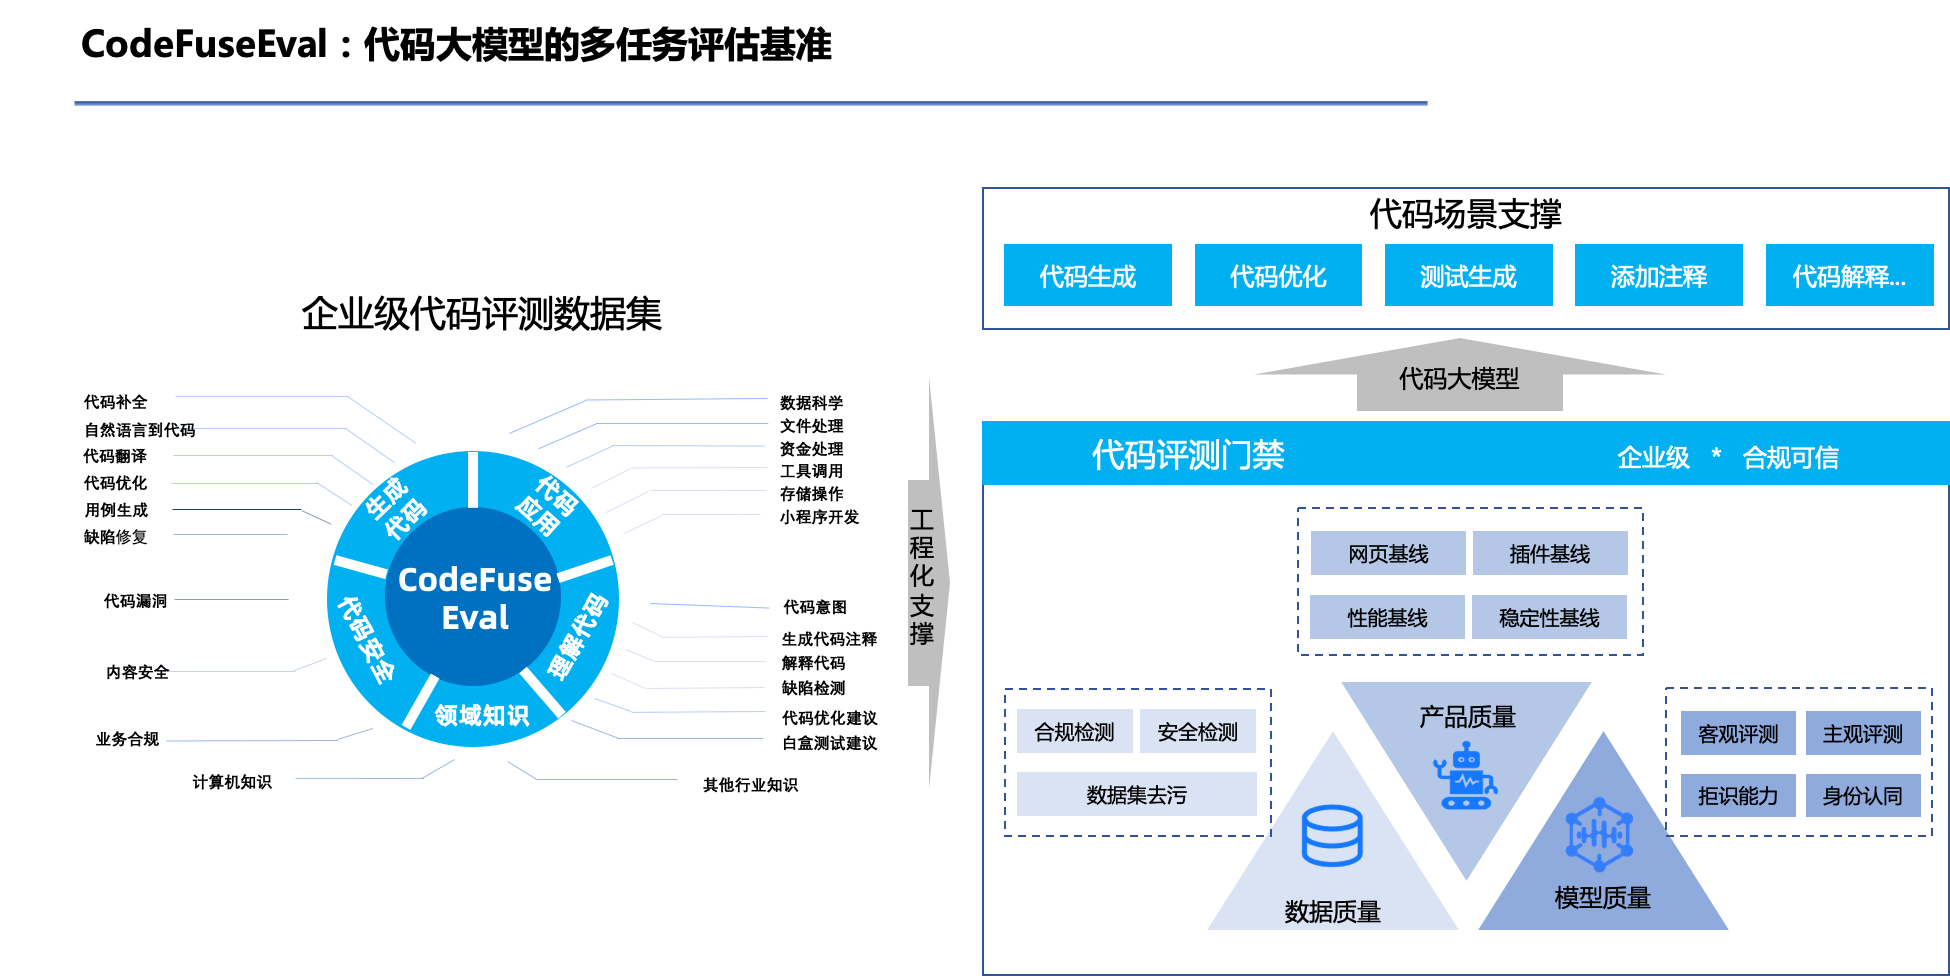 CodeFuseEval：代码大模型的多任务评估基准
企业级代码评测数据集
代码补全
自然语言到代码
代码翻译
代码优化
用例生成
缺陷修复
代码漏洞
内容安全
业务合规
计算机知识
生成
代码
代码
应用
代码安全
理解代码
领域知识
CodeFuse
Eval
数据科学
文件处理
资金处理
工具调用
存储操作
小程序开发
代码意图
生成代码注释
解释代码
缺陷检测
代码优化建议
白盒测试建议
其他行业知识
工程化支撑
代码场景支撑
代码生成
代码优化
测试生成
添加注释
代码解释...
代码大模型
代码评测门禁
企业级 * 合规可信
网页基线
插件基线
性能基线
稳定性基线
合规检测
安全检测
数据集去污
产品质量
客观评测
主观评测
拒识能力
身份认同
数据质量
模型质量